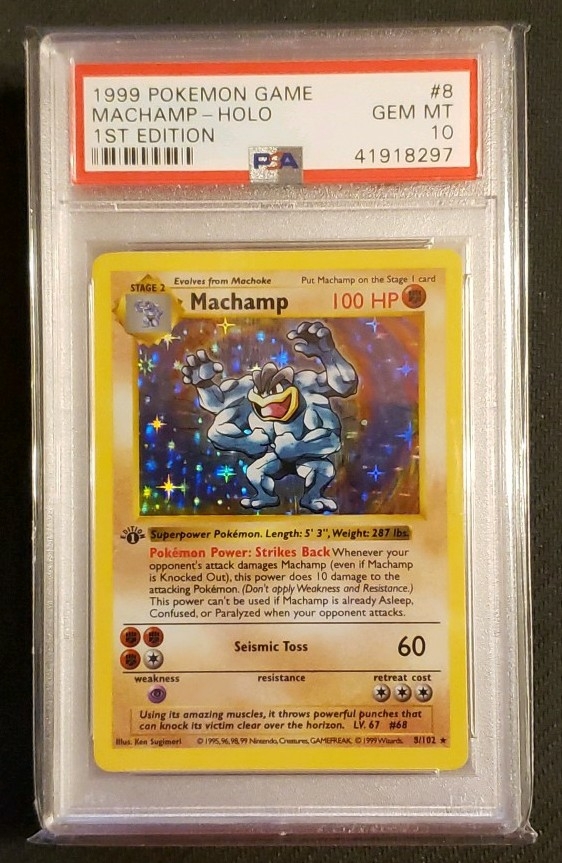 1999 POKEMON GAME #8
MACHAMP - HOLO GEM MT
1ST EDITION 10
PSA 41918297
STAGE 2 Evolves from Machoke Put Machamp on the Stage 1 card
Machamp 100 HP
EDITION 1
Superpower Pokémon. Length: 5' 3", Weight: 287 lbs.
Pokémon Power: Strikes Back Whenever your
opponent's attack damages Machamp (even if Machamp
is Knocked Out), this power does 10 damage to the
attacking Pokémon. (Don't apply Weakness and Resistance.)
This power can't be used if Machamp is already Asleep,
Confused, or Paralyzed when your opponent attacks.
Seismic Toss 60
weakness resistance retreat cost
Using its amazing muscles, it throws powerful punches that
can knock its victim clear over the horizon. LV. 67 #68
Illus. Ken Sugimori © 1995, 96, 98, 99 Nintendo, Creatures, GAMEFREAK. © 1999 Wizards. 8/102 ★